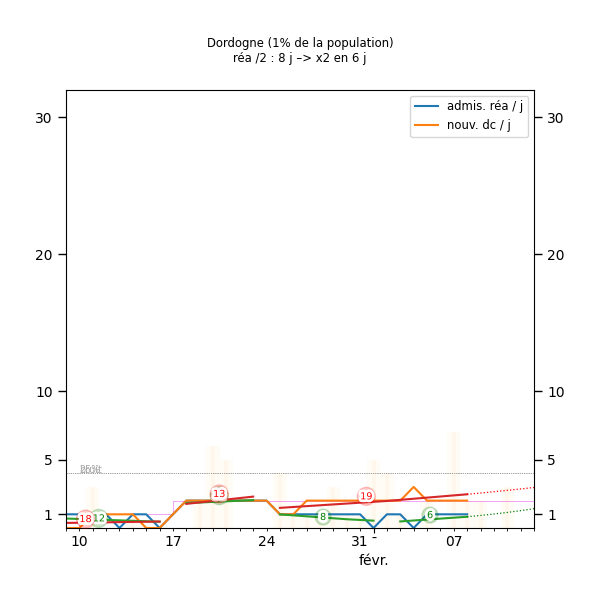 Dordogne (1% de la population)
réa /2 : 8 j –> x2 en 6 j
admis. réa / j
nouv. dc / j
30 30
20 20
10 10
5 5
1 1
18 12 13 8 19 6
10 17 24 31 07
févr.